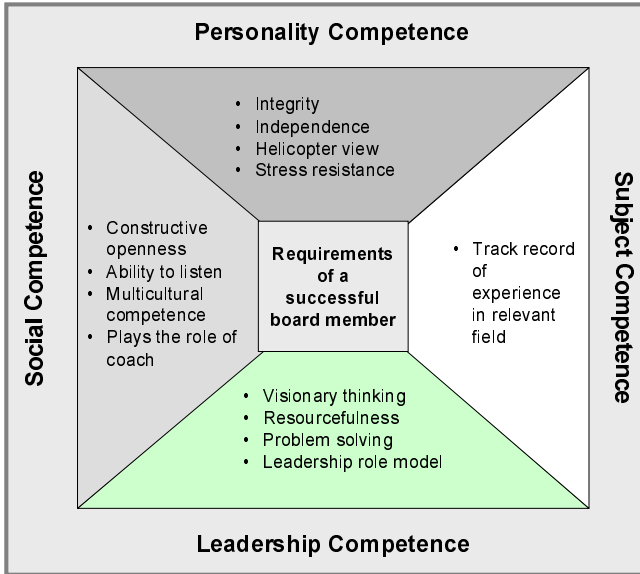 Personality Competence
• Integrity
• Independence
• Helicopter view
• Stress resistance
Social Competence
• Constructive
openness
• Ability to listen
• Multicultural
competence
• Plays the role of
coach
Requirements
of a
successful
board member
• Track record
of
experience
in relevant
field
Subject Competence
• Visionary thinking
• Resourcefulness
• Problem solving
• Leadership role model
Leadership Competence